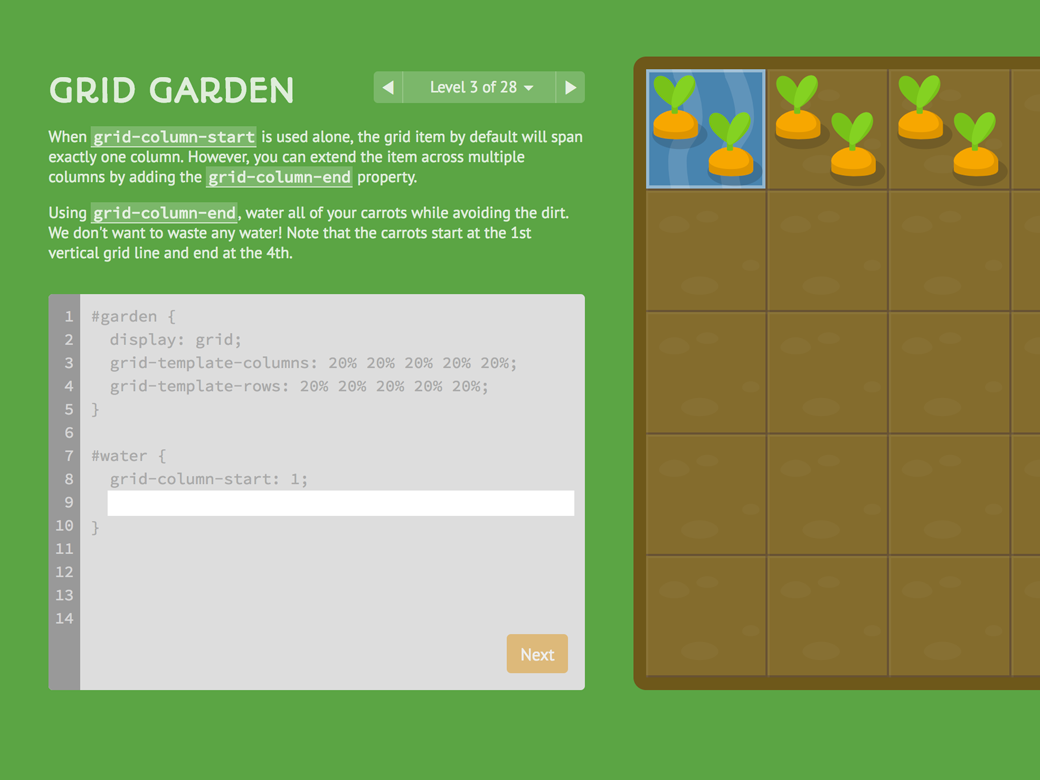 GRID GARDEN
Level 3 of 28
When grid-column-start is used alone, the grid item by default will span
exactly one column. However, you can extend the item across multiple
columns by adding the grid-column-end property.
Using grid-column-end, water all of your carrots while avoiding the dirt.
We don't want to waste any water! Note that the carrots start at the 1st
vertical grid line and end at the 4th.
1 #garden {
2 display: grid;
3 grid-template-columns: 20% 20% 20% 20% 20%;
4 grid-template-rows: 20% 20% 20% 20% 20%;
5 }
6
7 #water {
8 grid-column-start: 1;
9
10 }
11
12
13
14
Next